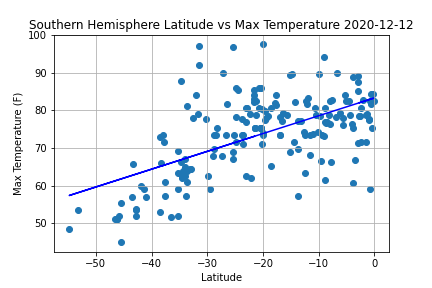 Southern Hemisphere Latitude vs Max Temperature 2020-12-12
100
90
80
70
60
50
Max Temperature (F)
−50 −40 −30 −20 −10 0
Latitude